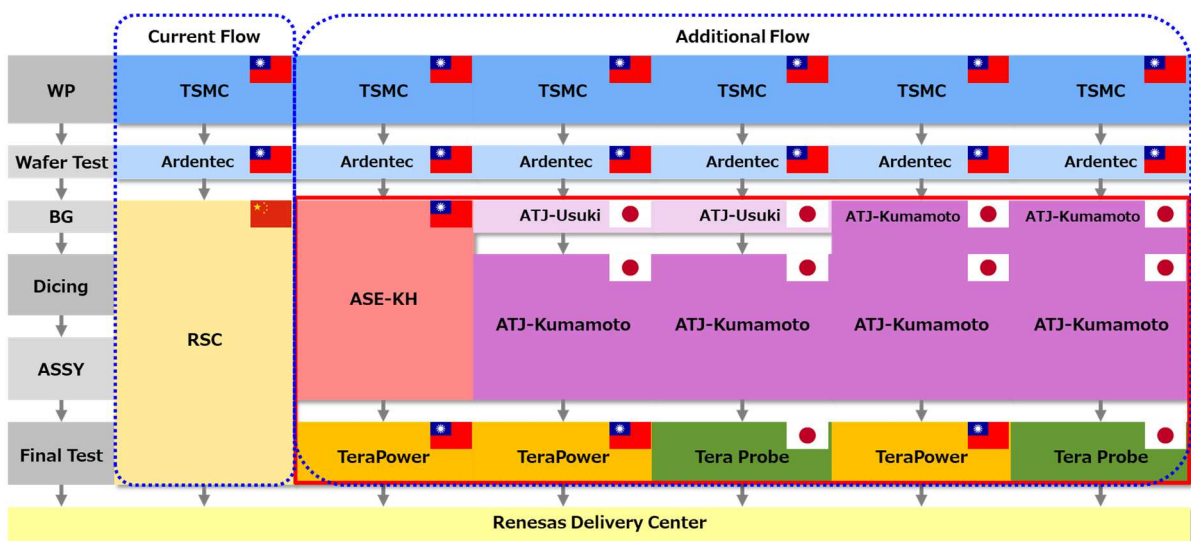 Current Flow Additional Flow
WP TSMC TSMC TSMC TSMC TSMC TSMC
Wafer Test Ardentec Ardentec Ardentec Ardentec Ardentec Ardentec
BG ATJ-Usuki ATJ-Usuki ATJ-Kumamoto ATJ-Kumamoto
Dicing
ASE-KH
ATJ-Kumamoto ATJ-Kumamoto ATJ-Kumamoto ATJ-Kumamoto
RSC
ASSY
Final Test TeraPower TeraPower Tera Probe TeraPower Tera Probe
Renesas Delivery Center